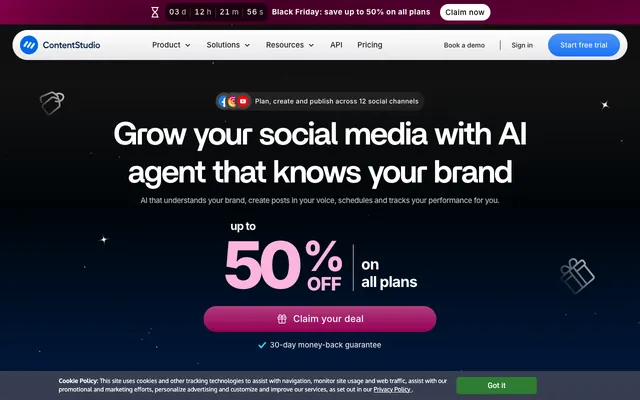 03 d : 12 h : 21 m : 56 s
Black Friday: save up to 50% on all plans
Claim now
ContentStudio
Product
Solutions
Resources
API
Pricing
Book a demo
Sign in
Start free trial
Plan, create and publish across 12 social channels
Grow your social media with AI
agent that knows your brand
AI that understands your brand, create posts in your voice, schedules and tracks your performance for you.
up to
50% OFF
on
all plans
Claim your deal
30-day money-back guarantee
Cookie Policy: This site uses cookies and other tracking technologies to assist with navigation, monitor site usage and web traffic, assist with our
promotional and marketing efforts, personalize advertising and customize and improve our services, as set out in our Privacy Policy .
Got it